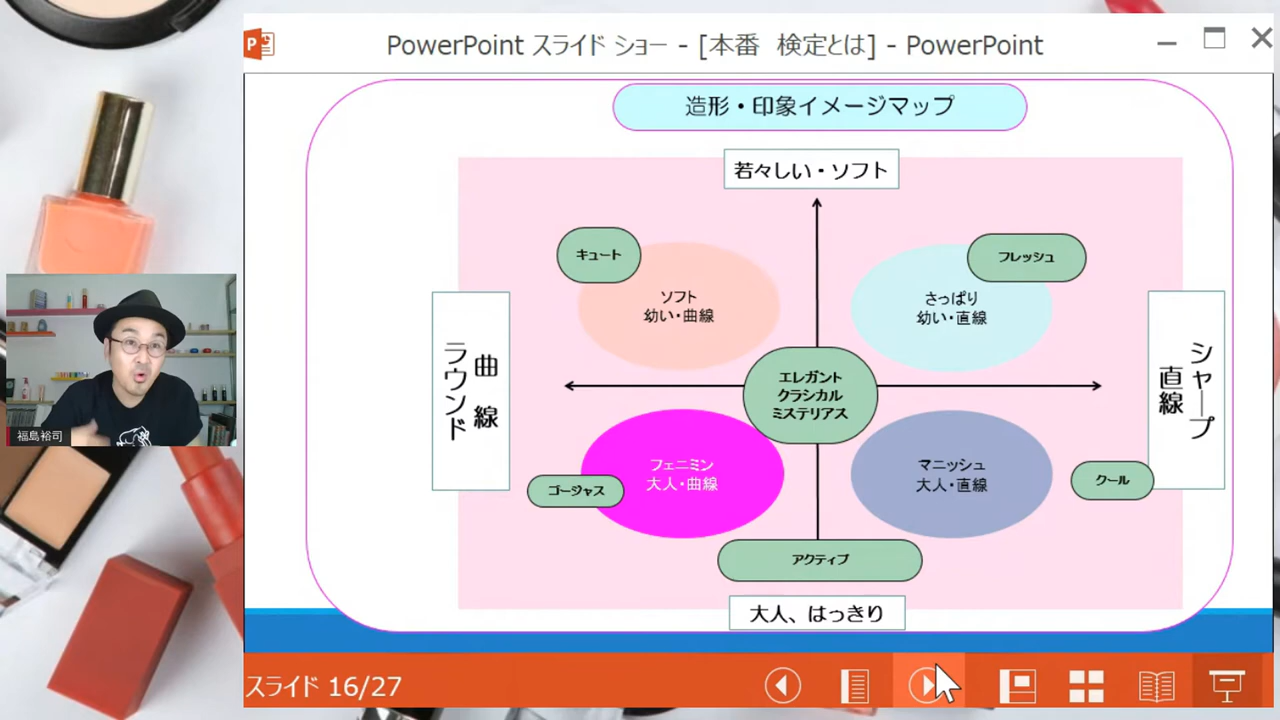 PowerPoint スライド ショー - [本番　検定とは] - PowerPoint
造形・印象イメージマップ
若々しい・ソフト
キュート
フレッシュ
ソフト
幼い・曲線
さっぱり
幼い・直線
曲　線
ラウンド
シャープ
直線
エレガント
クラシカル
ミステリアス
フェニミン
大人・曲線
マニッシュ
大人・直線
ゴージャス
クール
アクティブ
大人、はっきり
福島裕司
スライド 16/27